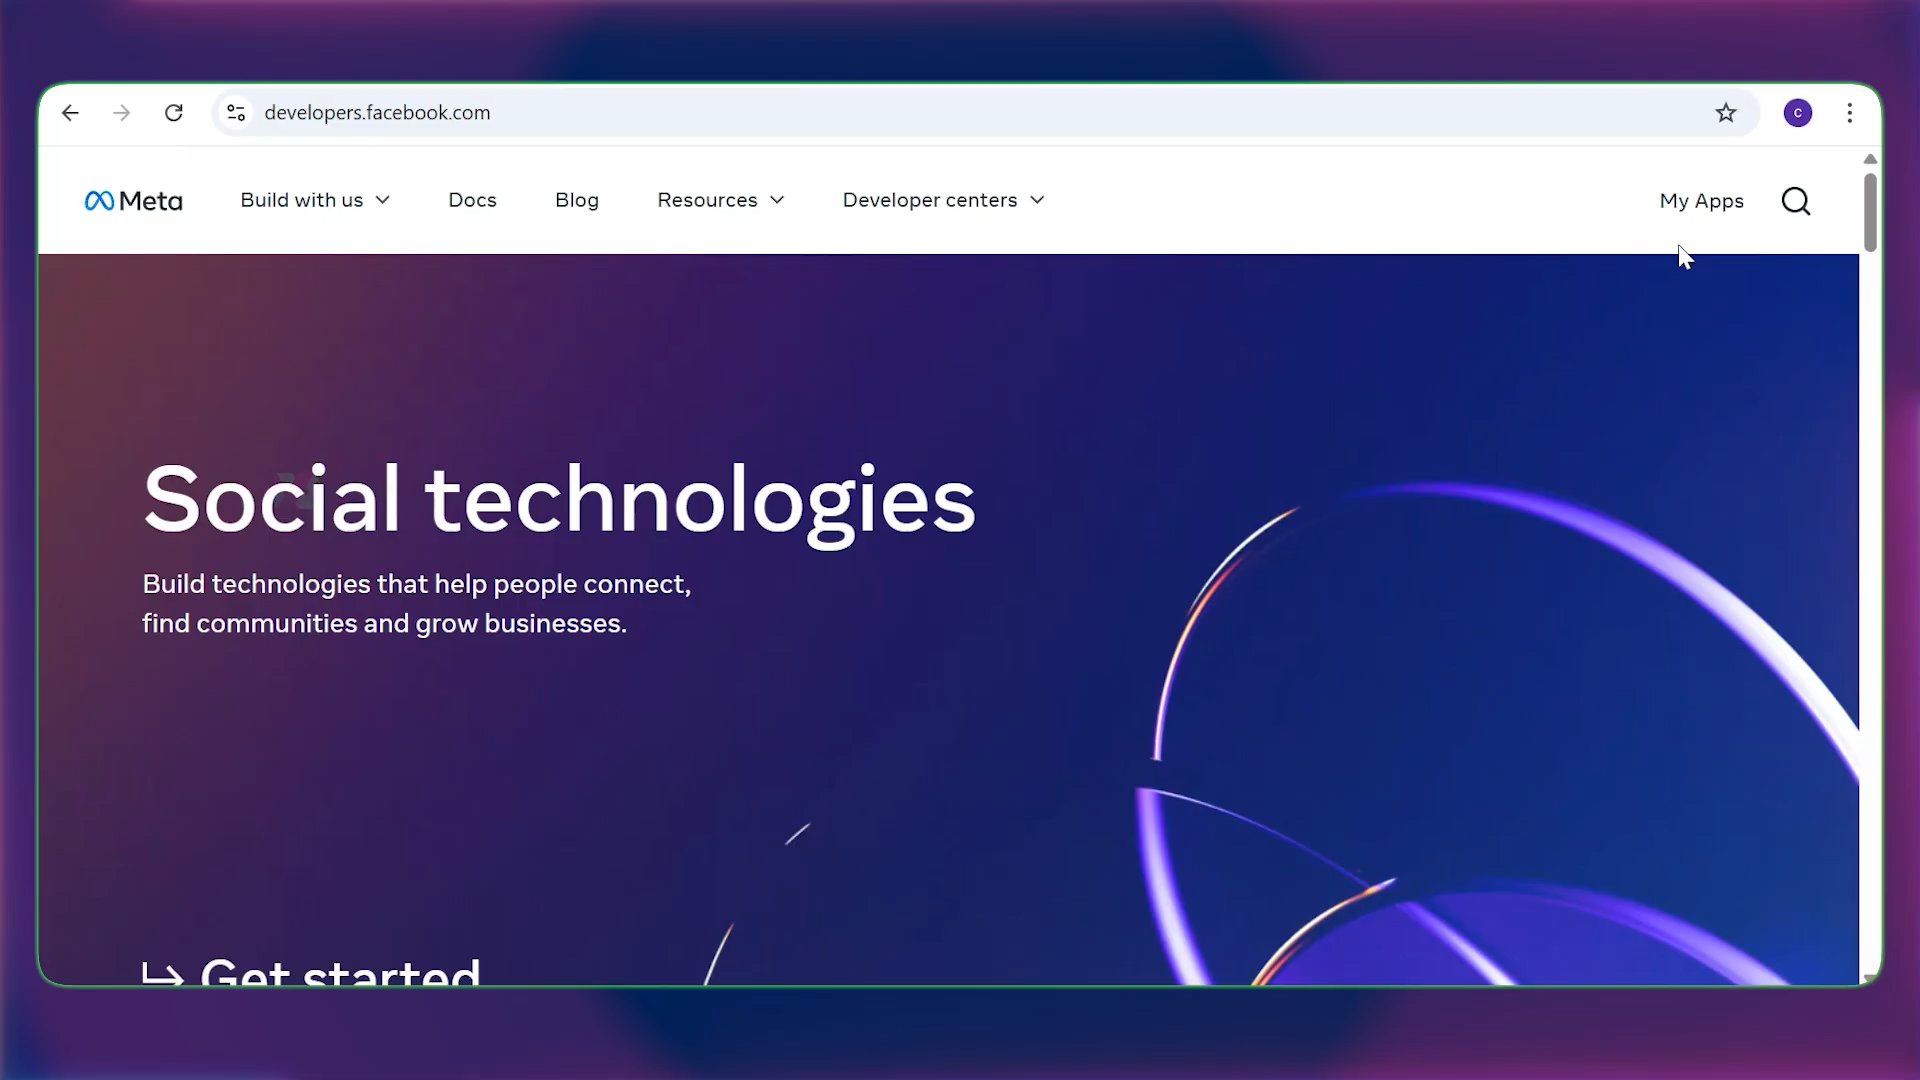 developers.facebook.com
C
Meta
Build with us
Docs
Blog
Resources
Developer centers
My Apps
Social technologies
Build technologies that help people connect,
find communities and grow businesses.
Get started